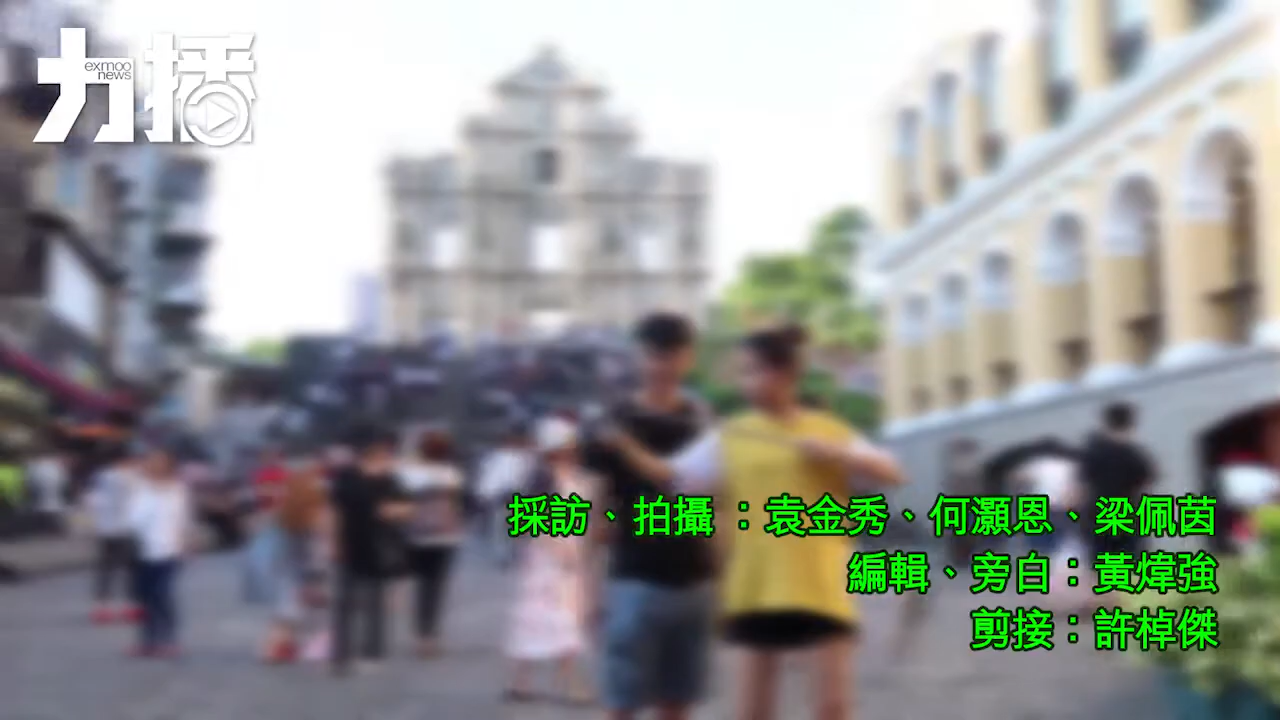 力播
exmoo
news
採訪、拍攝：袁金秀、何灝恩、梁佩茵
編輯、旁白：黃煒強
剪接：許棹傑